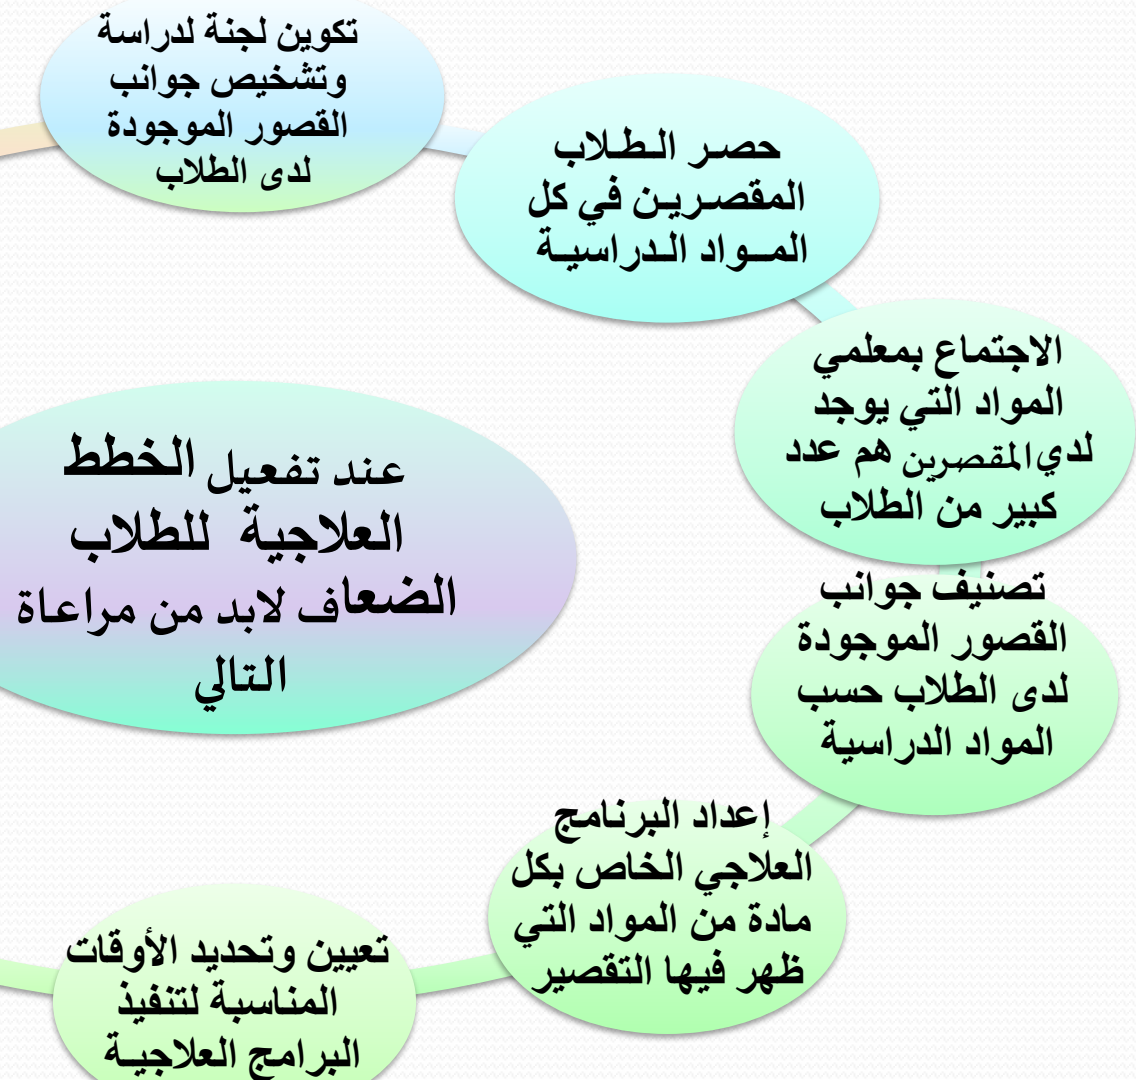 تكوين لجنة لدراسة
وتشخيص جوانب
القصور الموجودة
لدى الطلاب
حصر الطلاب
المقصرين في كل
المواد الدراسية
الاجتماع بمعلمي
المواد التي يوجد
لدي المقصرين هم عدد
كبير من الطلاب
عند تفعيل الخطط
العلاجية للطلاب
الضعاف لابد من مراعاة
التالي
تصنيف جوانب
القصور الموجودة
لدى الطلاب حسب
المواد الدراسية
إعداد البرنامج
العلاجي الخاص بكل
مادة من المواد التي
ظهر فيها التقصير
تعيين وتحديد الأوقات
المناسبة لتنفيذ
البرامج العلاجية